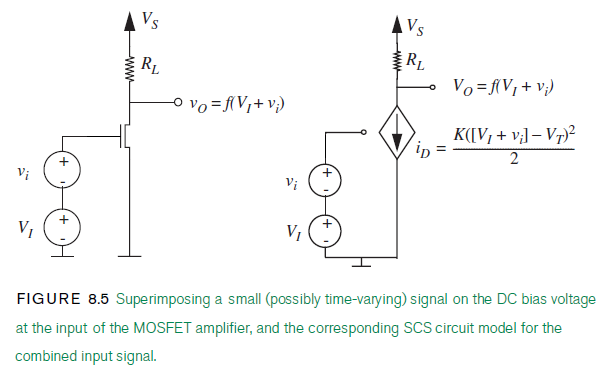 V_S
R_L
v_O = f(V_I + v_i)
v_i
+
-
V_I
+
-
V_S
R_L
V_O = f(V_I + v_i)
i_D = K([V_I + v_i] – V_T)² / 2
v_i
+
-
V_I
+
-
FIGURE 8.5 Superimposing a small (possibly time-varying) signal on the DC bias voltage
at the input of the MOSFET amplifier, and the corresponding SCS circuit model for the
combined input signal.